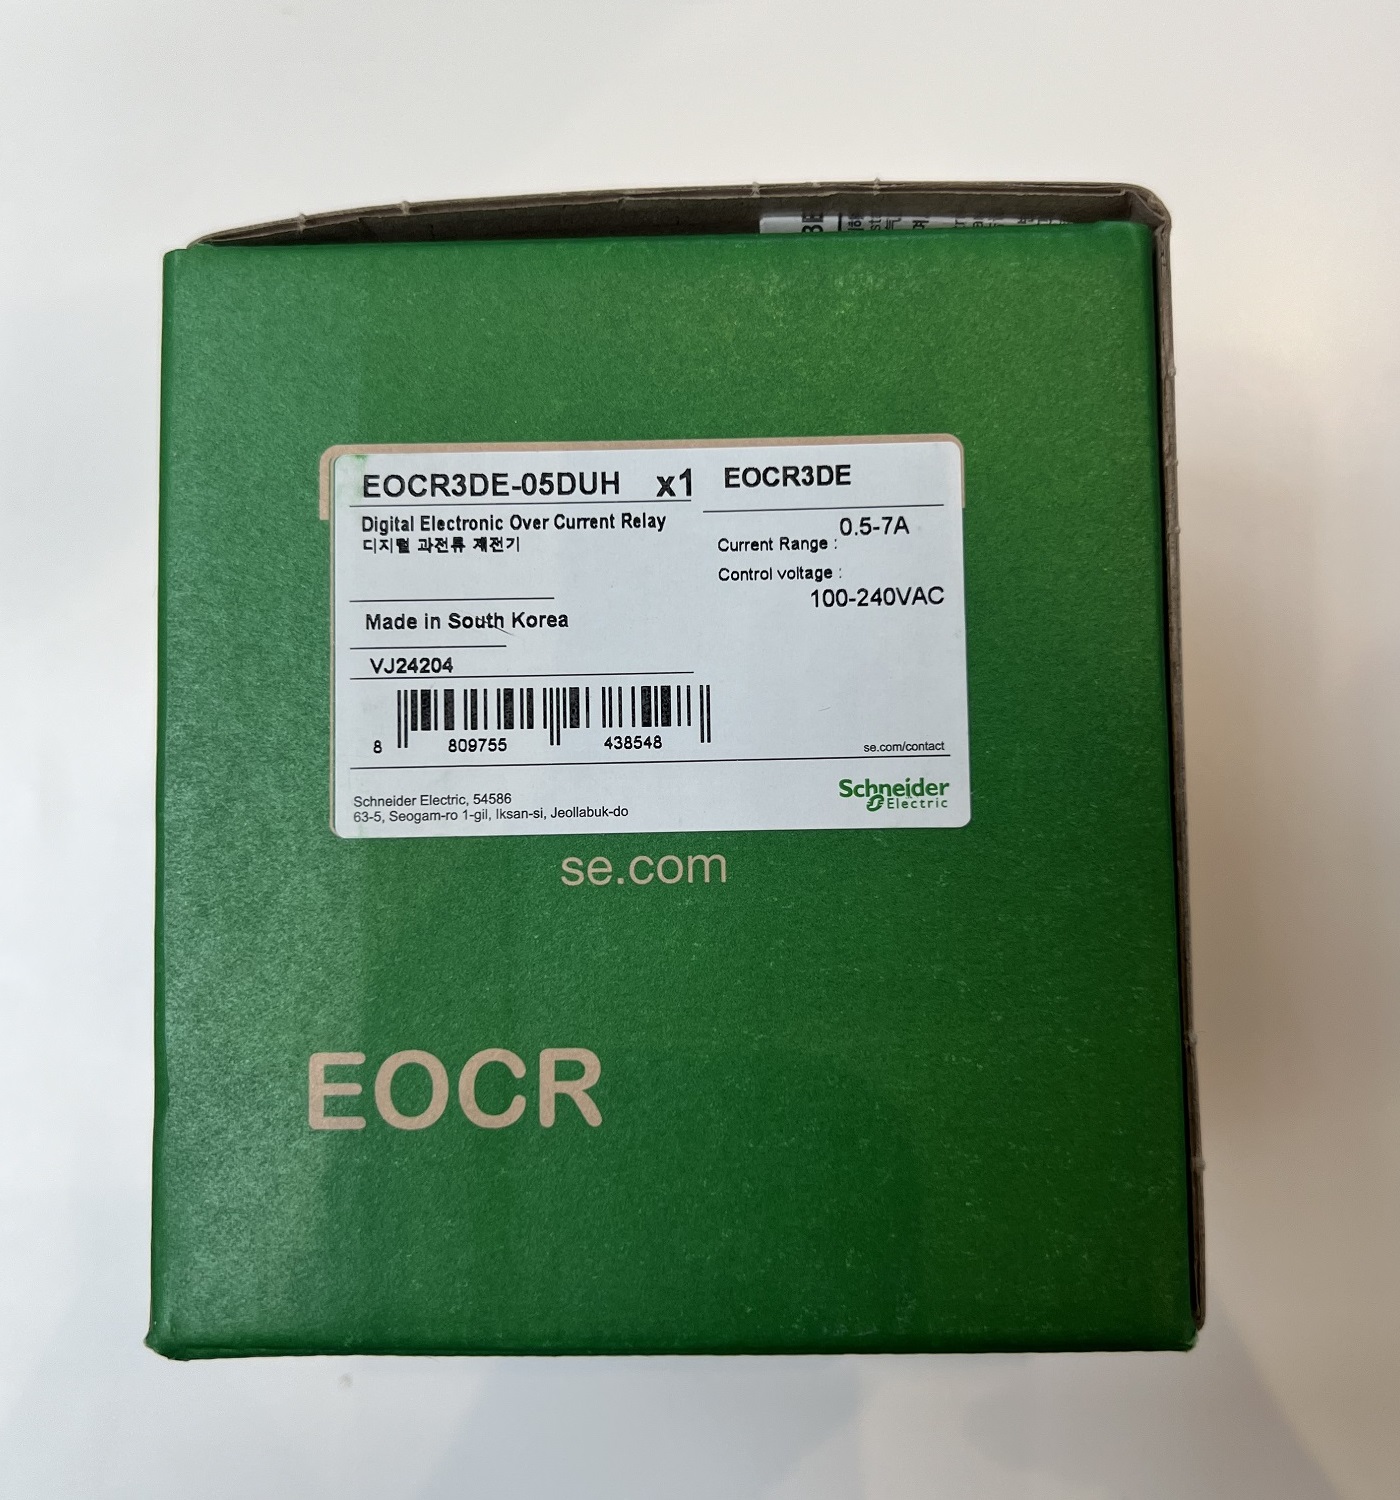 EOCR3DE-05DUH x1
Digital Electronic Over Current Relay
디지털 과전류 계전기
Made in South Korea
VJ24204
8 809755 438548
EOCR3DE
Current Range : 0.5-7A
Control voltage :
100-240VAC
se.com/contact
Schneider Electric, 54586
63-5, Seogam-ro 1-gil, Iksan-si, Jeollabuk-do
Schneider
Electric
se.com
EOCR